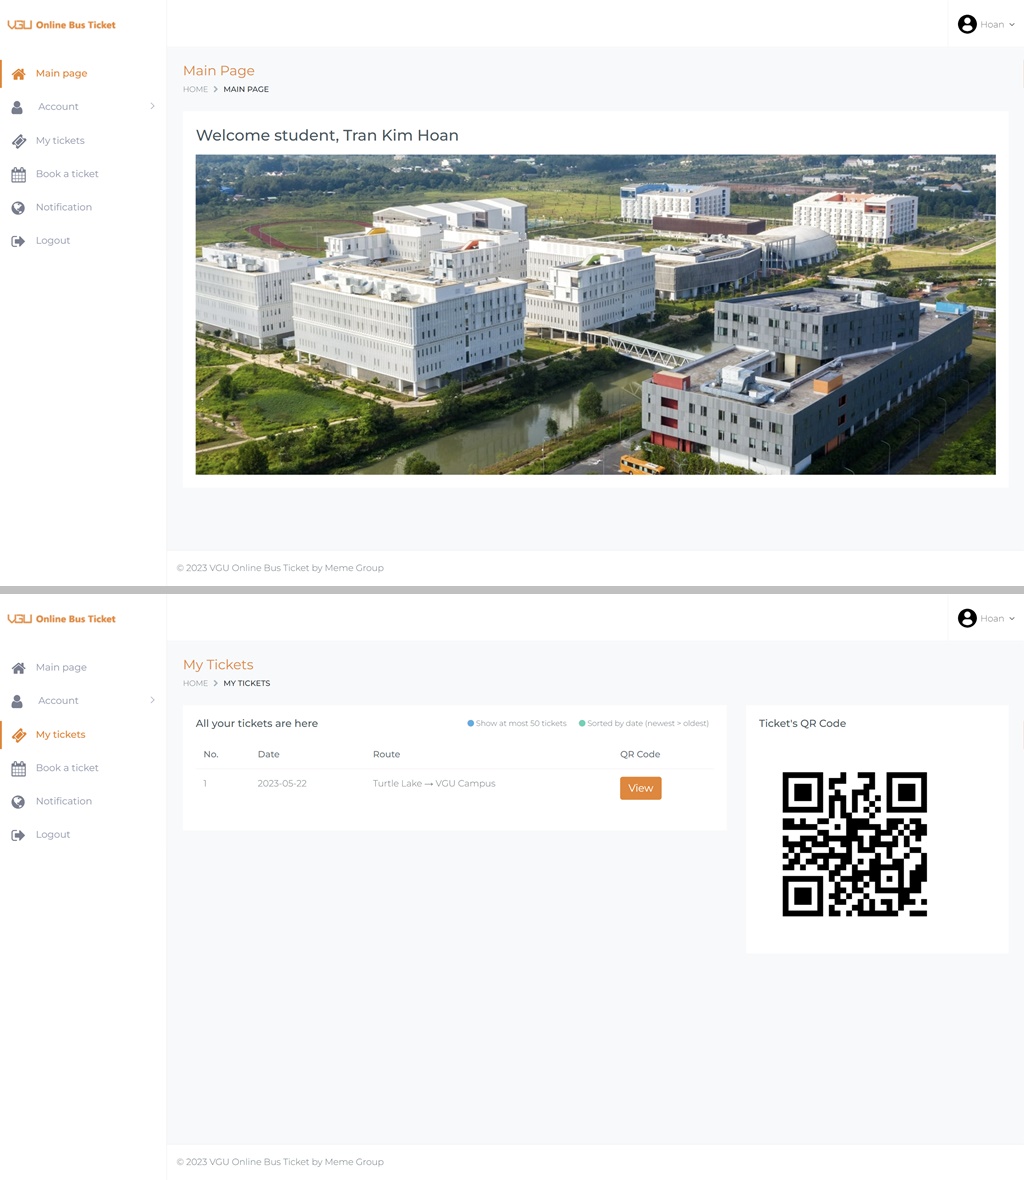 VGU Online Bus Ticket
Hoan
Main page
Account
My tickets
Book a ticket
Notification
Logout
Main Page
HOME > MAIN PAGE
Welcome student, Tran Kim Hoan
© 2023 VGU Online Bus Ticket by Meme Group
VGU Online Bus Ticket
Hoan
Main page
Account
My tickets
Book a ticket
Notification
Logout
My Tickets
HOME > MY TICKETS
All your tickets are here
Show at most 50 tickets
Sorted by date (newest > oldest)
No. Date Route QR Code
1 2023-05-22 Turtle Lake → VGU Campus View
Ticket's QR Code
© 2023 VGU Online Bus Ticket by Meme Group